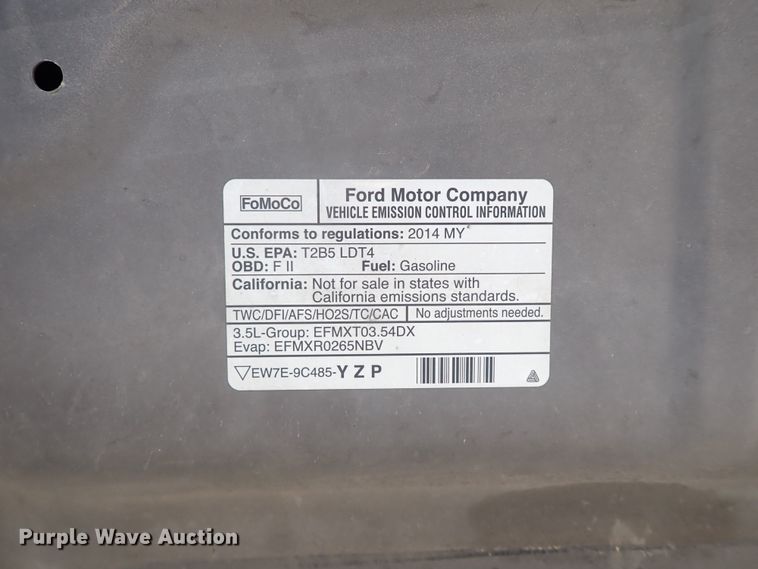 FoMoCo
Ford Motor Company
VEHICLE EMISSION CONTROL INFORMATION
Conforms to regulations: 2014 MY
U.S. EPA: T2B5 LDT4
OBD: F II Fuel: Gasoline
California: Not for sale in states with
California emissions standards.
TWC/DFI/AFS/HO2S/TC/CAC No adjustments needed.
3.5L-Group: EFMXT03.54DX
Evap: EFMXR0265NBV
EW7E-9C485-Y Z P
Purple Wave Auction